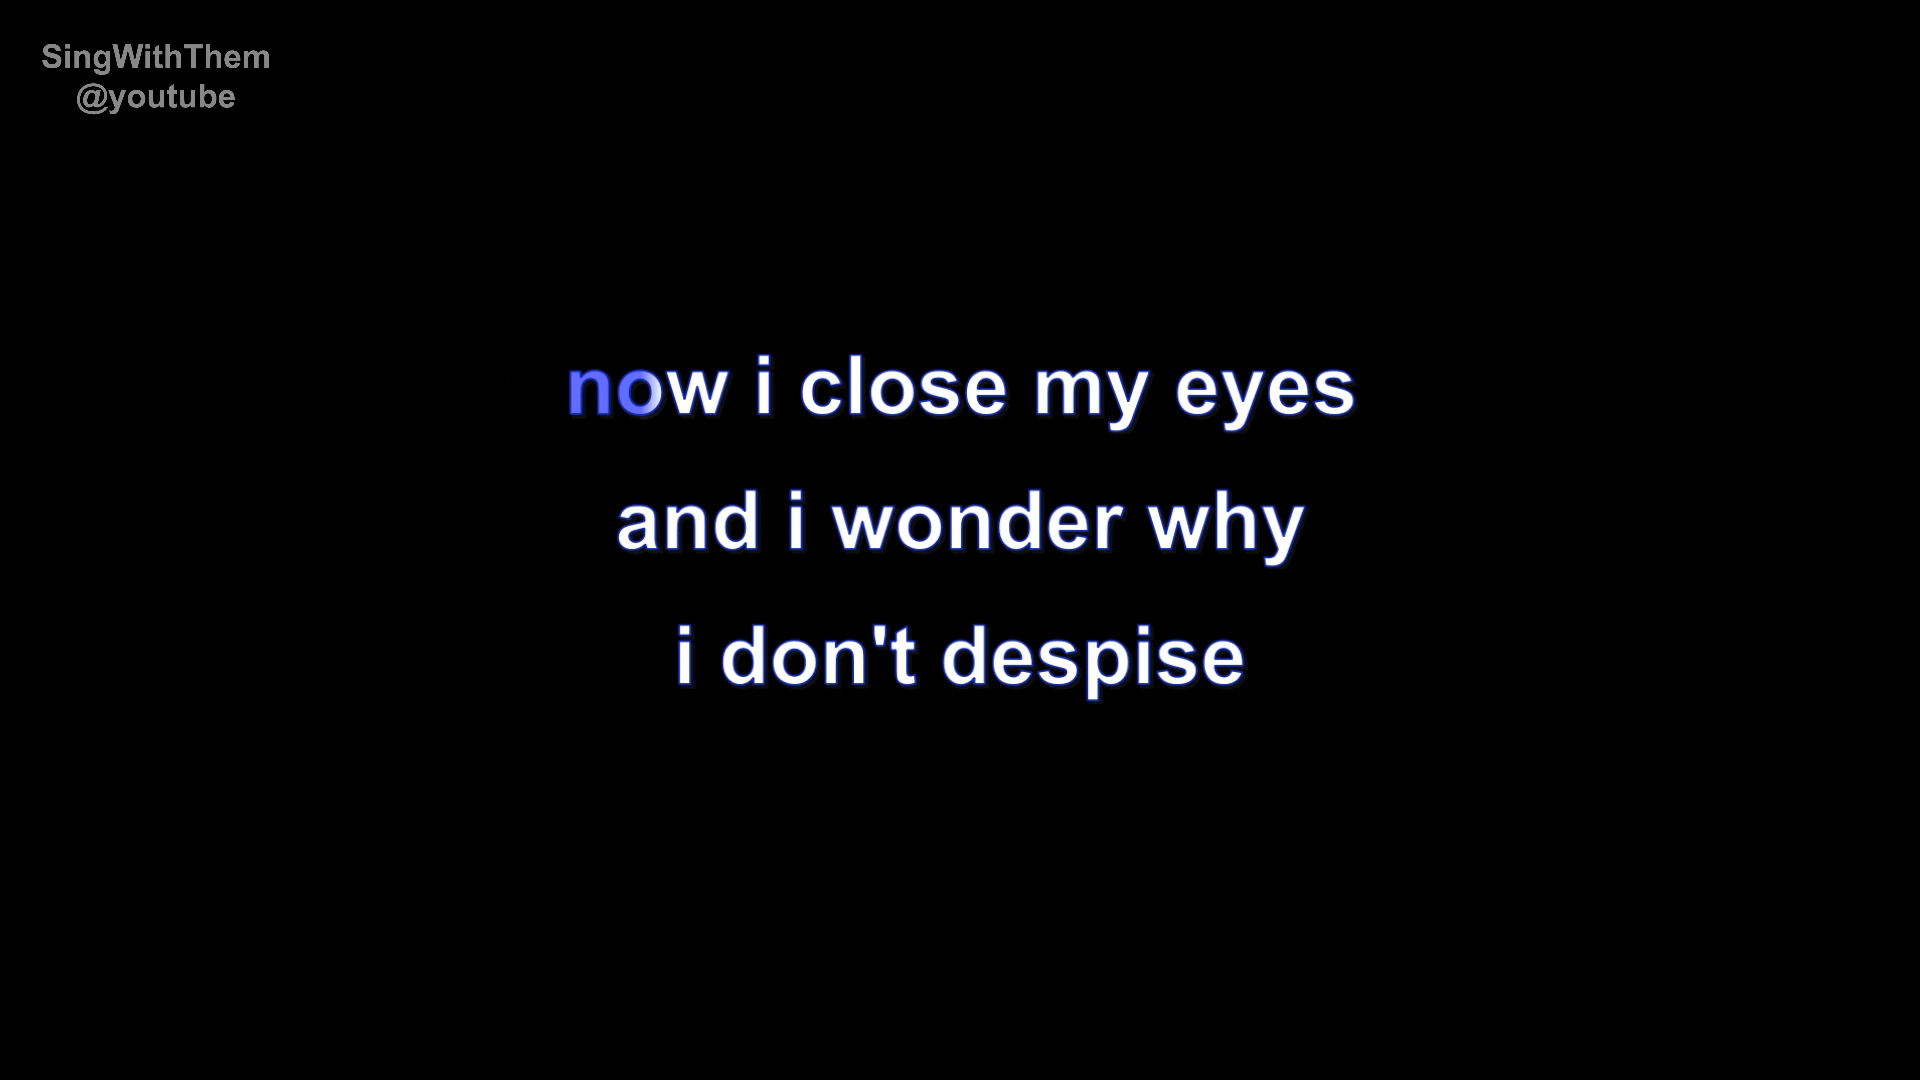 SingWithThem
@youtube
now i close my eyes
and i wonder why
i don't despise